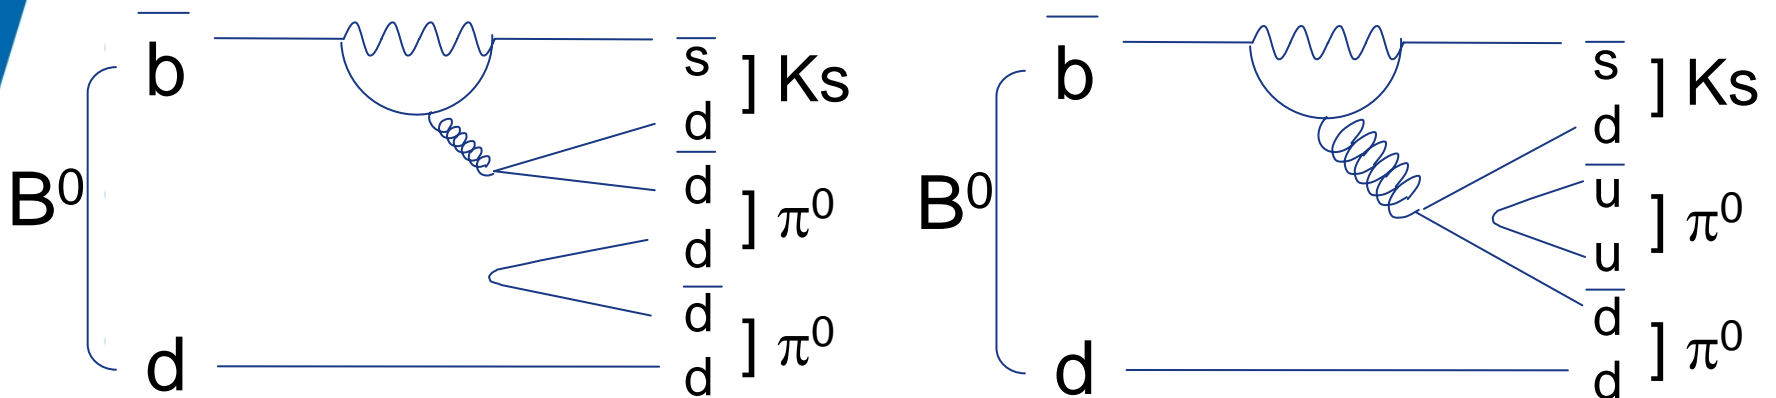 b̅
s̅
] Ks
d
d̅
B⁰
] π⁰
d
d̅
] π⁰
d
d
b̅
s̅
] Ks
d
u̅
B⁰
] π⁰
u
d̅
] π⁰
d
d